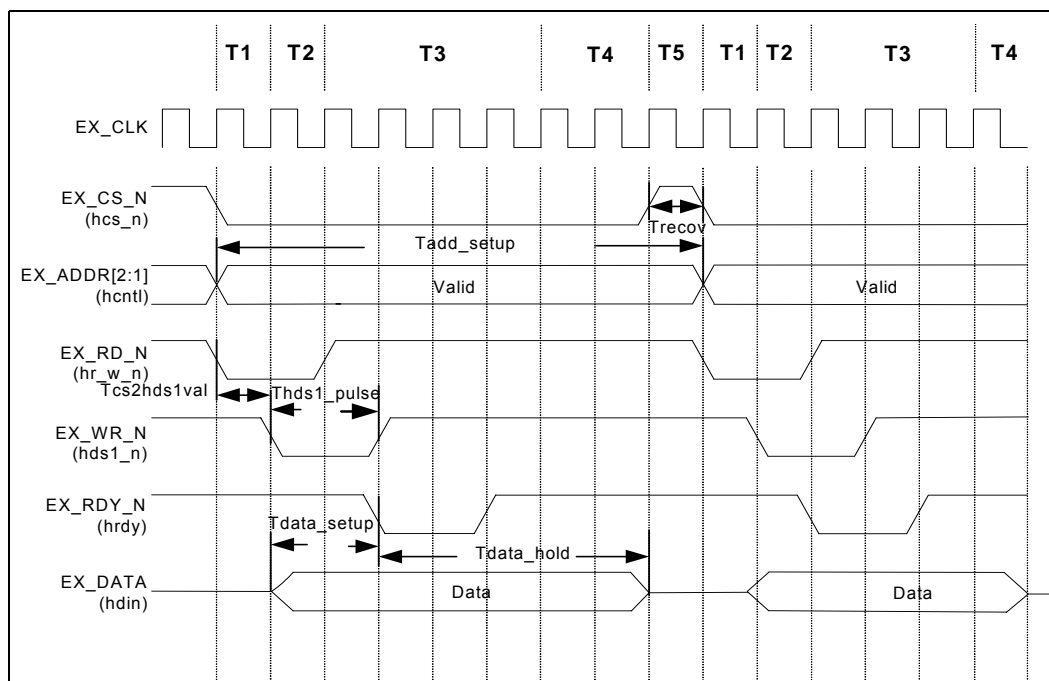 T1 T2 T3 T4 T5 T1 T2 T3 T4
EX_CLK
EX_CS_N
(hcs_n)
Trecov
Tadd_setup
EX_ADDR[2:1]
(hcntl)
Valid Valid
EX_RD_N
(hr_w_n)
Tcs2hds1val Thds1_pulse
EX_WR_N
(hds1_n)
EX_RDY_N
(hrdy)
Tdata_setup
Tdata_hold
EX_DATA
(hdin)
Data Data